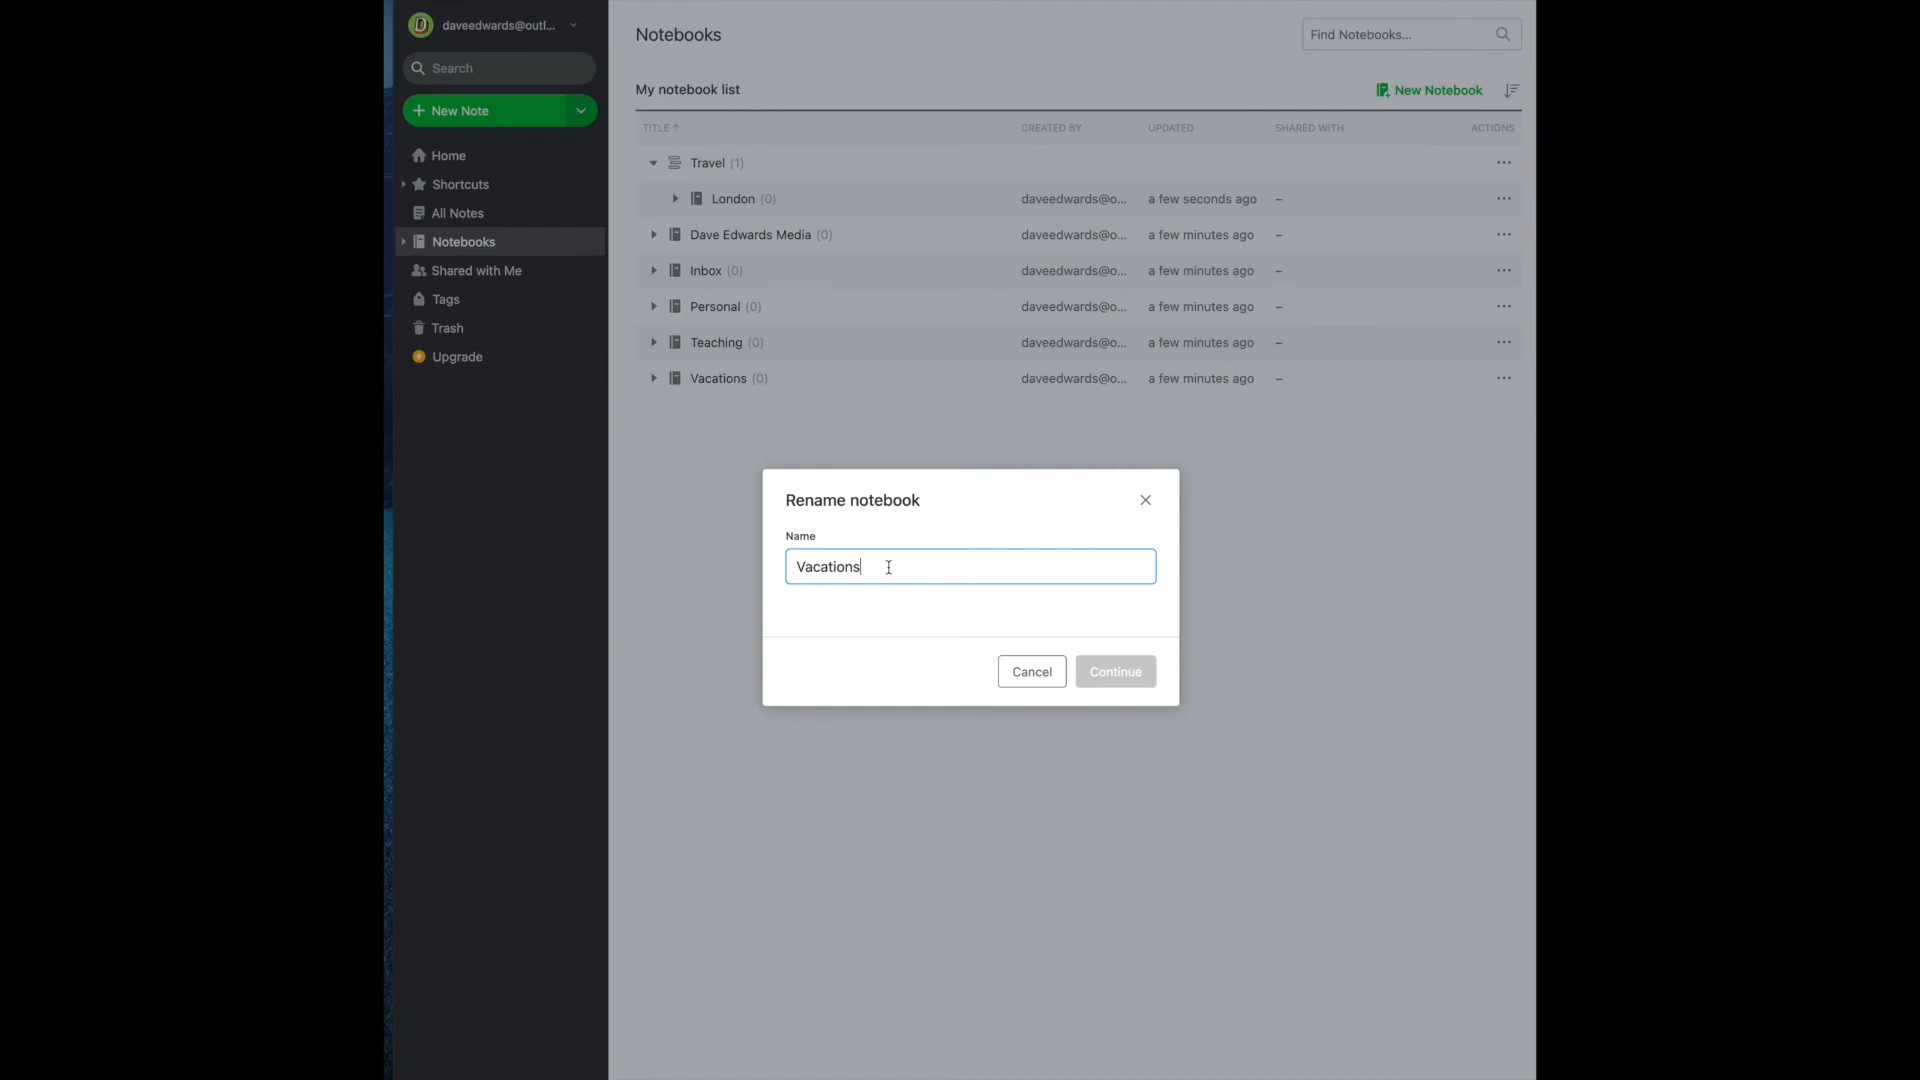 daveedwards@outl...
Search
New Note
Home
Shortcuts
All Notes
Notebooks
Shared with Me
Tags
Trash
Upgrade
Notebooks
Find Notebooks...
My notebook list
New Notebook
TITLE CREATED BY UPDATED SHARED WITH ACTIONS
Travel (1)
London (0) daveedwards@o... a few seconds ago –
Dave Edwards Media (0) daveedwards@o... a few minutes ago –
Inbox (0) daveedwards@o... a few minutes ago –
Personal (0) daveedwards@o... a few minutes ago –
Teaching (0) daveedwards@o... a few minutes ago –
Vacations (0) daveedwards@o... a few minutes ago –
Rename notebook
Name
Vacations
Cancel Continue